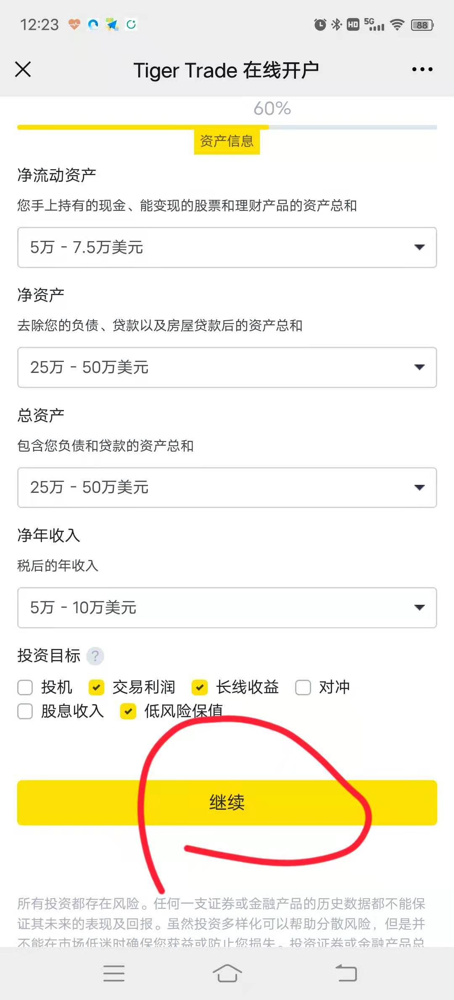 12:23
HD 5G 88
Tiger Trade 在线开户
60%
资产信息
净流动资产
您手上持有的现金、能变现的股票和理财产品的资产总和
5万 - 7.5万美元
净资产
去除您的负债、贷款以及房屋贷款后的资产总和
25万 - 50万美元
总资产
包含您负债和贷款的资产总和
25万 - 50万美元
净年收入
税后的年收入
5万 - 10万美元
投资目标 ?
投机 交易利润 长线收益 对冲
股息收入 低风险保值
继续
所有投资都存在风险。任何一支证券或金融产品的历史数据都不能保
证其未来的表现及回报。虽然投资多样化可以帮助分散风险，但是并
不能在市场低迷时确保您获益或防止您损失。投资证券或金融产品总